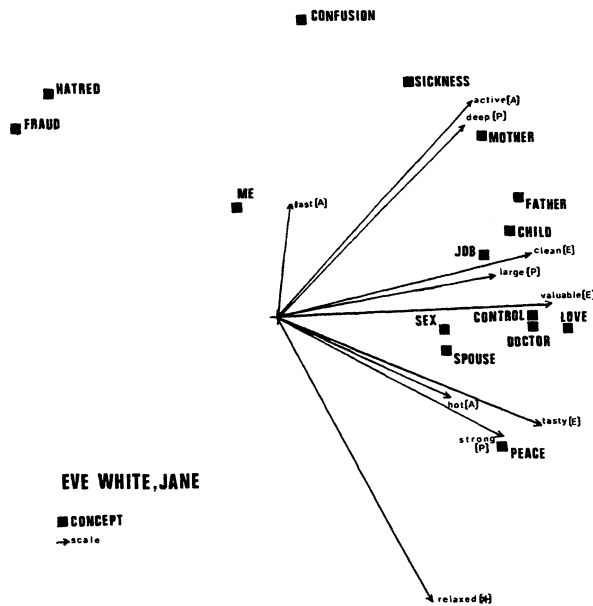 CONFUSION
HATRED
SICKNESS
active[A]
FRAUD
deep[P]
MOTHER
ME
fast[A]
FATHER
CHILD
JOB
clean[E]
large[P]
valuable[E]
SEX
CONTROL
LOVE
DOCTOR
SPOUSE
hot[A]
tasty[E]
strong
[P]
PEACE
EVE WHITE, JANE
CONCEPT
scale
relaxed